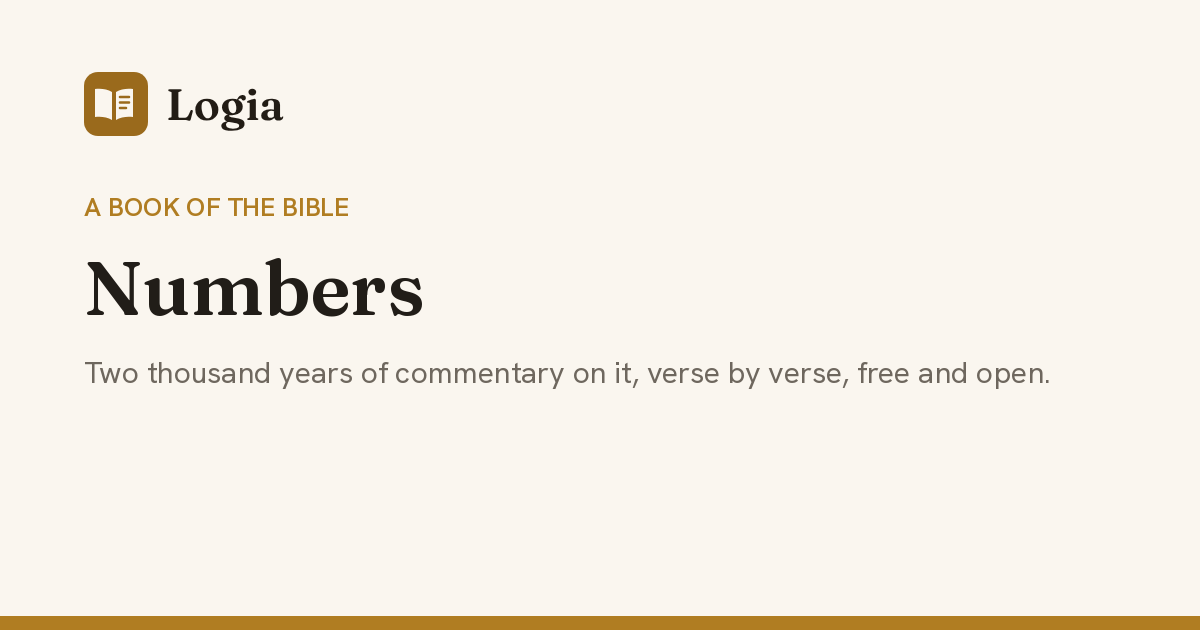 Logia
A BOOK OF THE BIBLE
Numbers
Two thousand years of commentary on it, verse by verse, free and open.